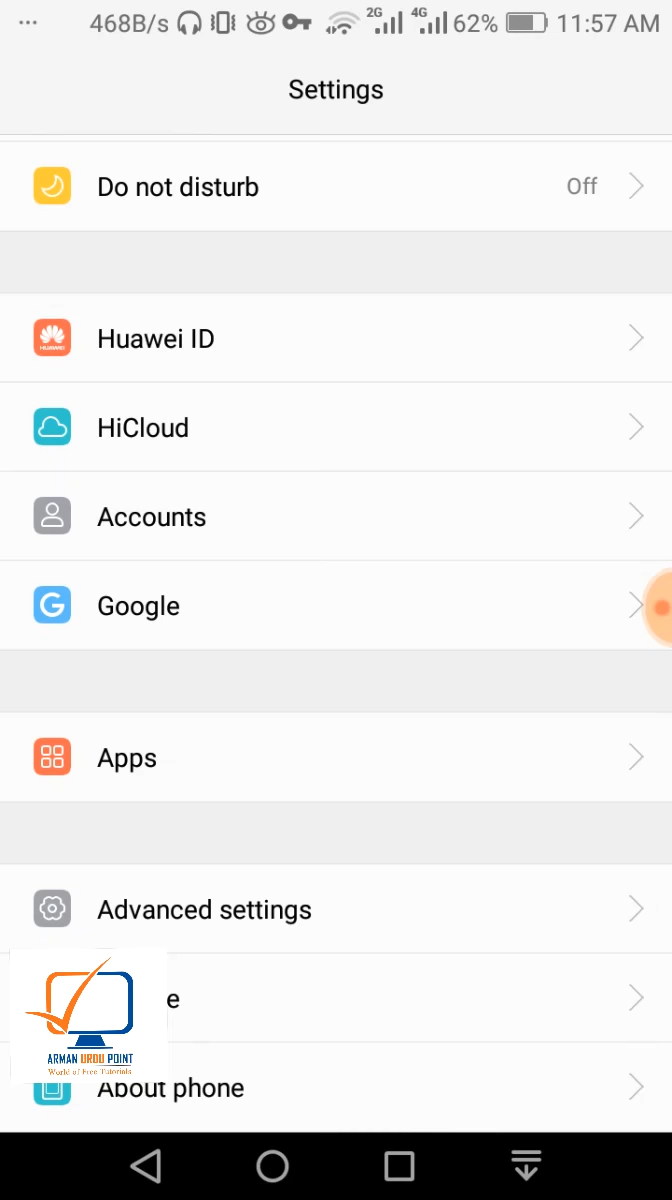 468B/s 2G 4G 62% 11:57 AM
Settings
Do not disturb Off
HUAWEI
Huawei ID
HiCloud
Accounts
G
Google
Apps
Advanced settings
e
ARMAN URDU POINT
World of Free Tutorials
About phone